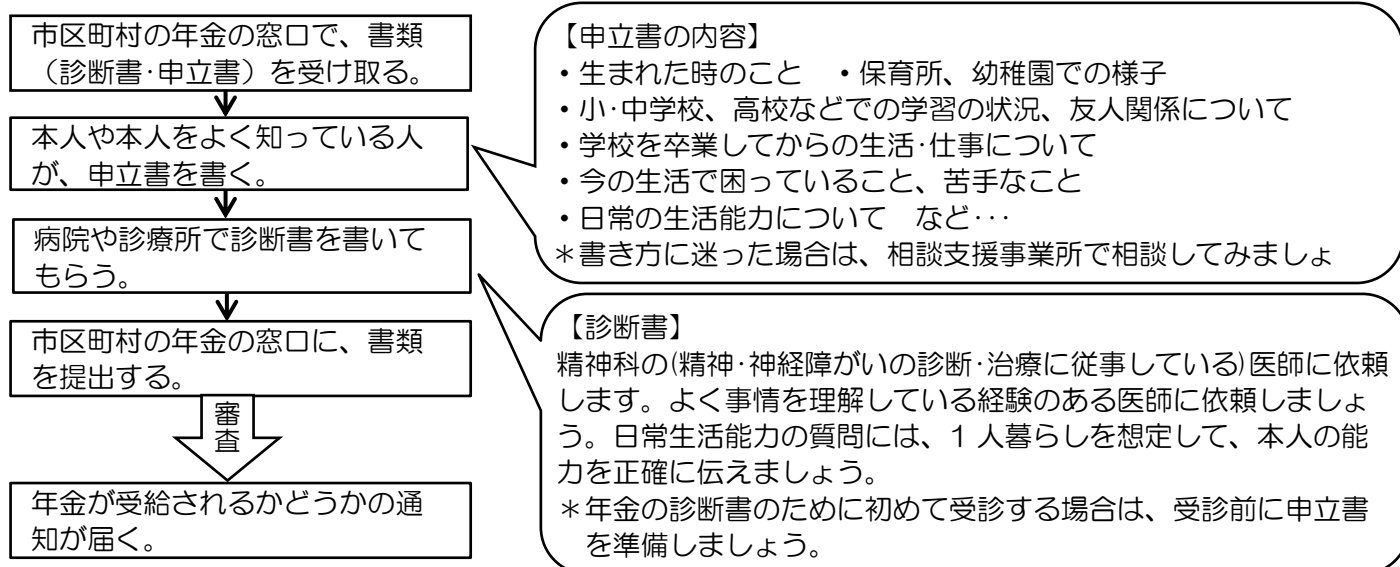 市区町村の年金の窓口で、書類
（診断書･申立書）を受け取る。
本人や本人をよく知っている人
が、申立書を書く。
病院や診療所で診断書を書いて
もらう。
市区町村の年金の窓口に、書類
を提出する。
審
査
年金が受給されるかどうかの通
知が届く。
【申立書の内容】
・生まれた時のこと　・保育所、幼稚園での様子
・小･中学校、高校などでの学習の状況、友人関係について
・学校を卒業してからの生活･仕事について
・今の生活で困っていること、苦手なこと
・日常の生活能力について　など･･･
＊書き方に迷った場合は、相談支援事業所で相談してみましょ
【診断書】
精神科の(精神･神経障がいの診断･治療に従事している)医師に依頼
します。よく事情を理解している経験のある医師に依頼しましょ
う。日常生活能力の質問には、1 人暮らしを想定して、本人の能
力を正確に伝えましょう。
＊年金の診断書のために初めて受診する場合は、受診前に申立書
を準備しましょう。